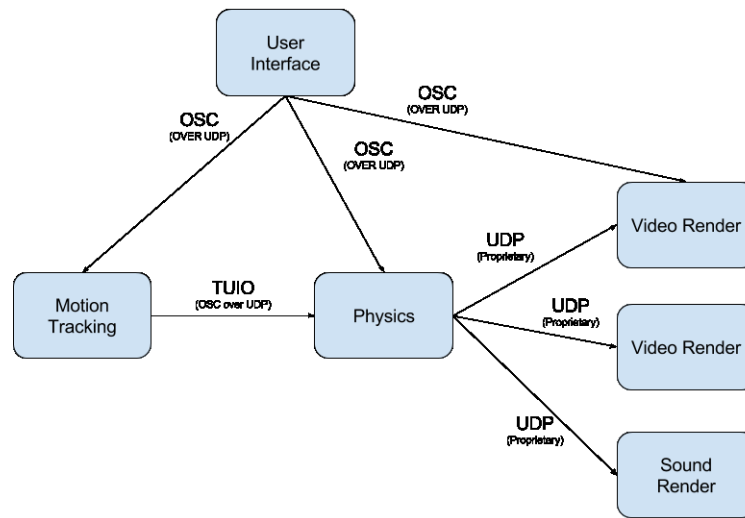 User
Interface
OSC
(OVER UDP)
OSC
(OVER UDP)
OSC
(OVER UDP)
Video Render
UDP
(Proprietary)
Motion
Tracking
TUIO
(OSC over UDP)
Physics
UDP
(Proprietary)
Video Render
UDP
(Proprietary)
Sound
Render